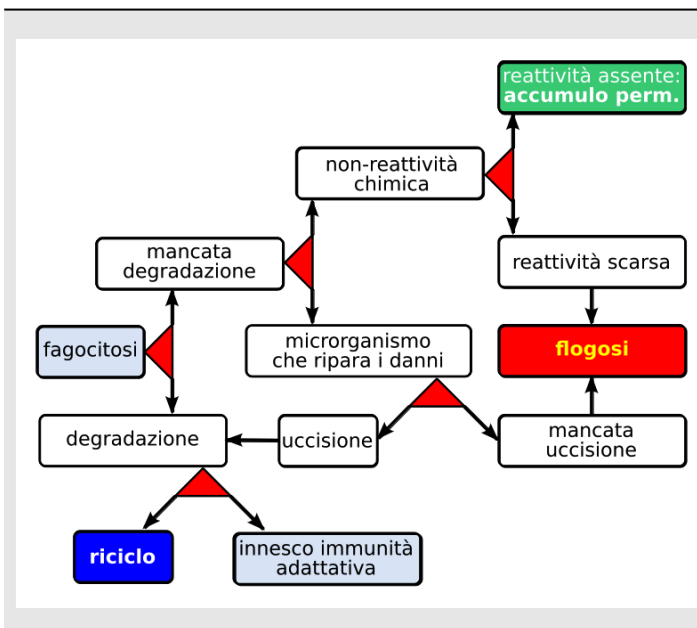 reattività assente:
accumulo perm.
non-reattività
chimica
mancata
degradazione
reattività scarsa
fagocitosi
microrganismo
che ripara i danni
flogosi
degradazione
uccisione
mancata
uccisione
riciclo
innesco immunità
adattativa